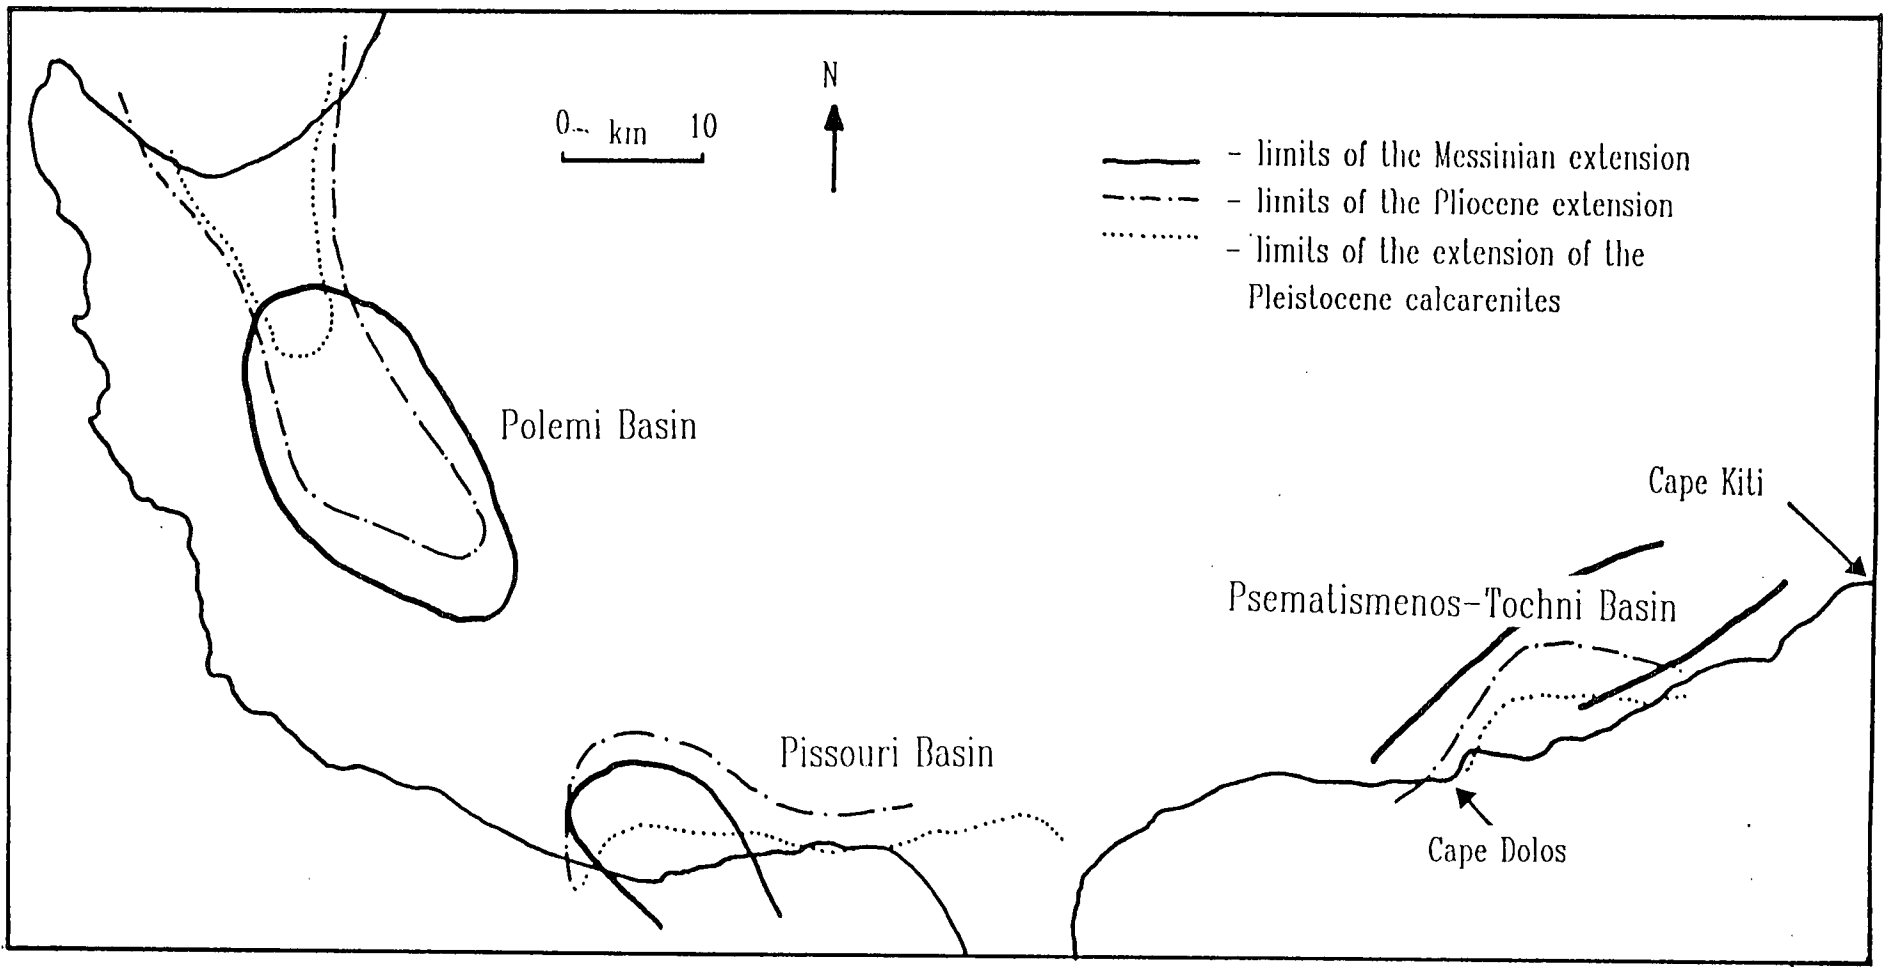 N
0 km 10
- limits of the Messinian extension
- limits of the Pliocene extension
- limits of the extension of the
Pleistocene calcarenites
Polemi Basin
Cape Kiti
Psematismenos-Tochni Basin
Pissouri Basin
Cape Dolos